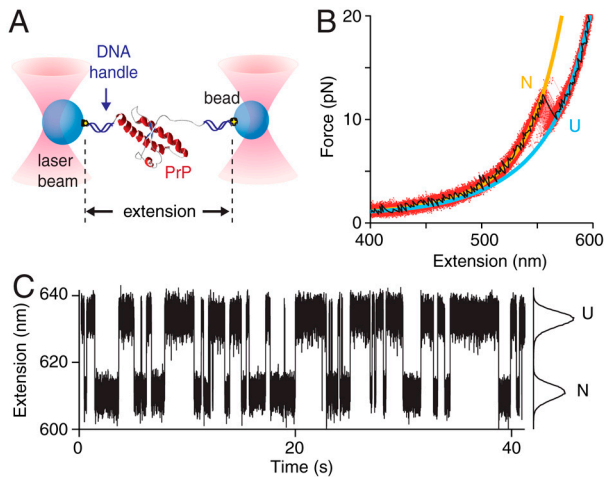 A
DNA
handle
bead
laser
beam
PrP
extension
B
20
10
0
Force (pN)
N
U
400
500
600
Extension (nm)
C
640
620
600
Extension (nm)
U
N
0
20
40
Time (s)